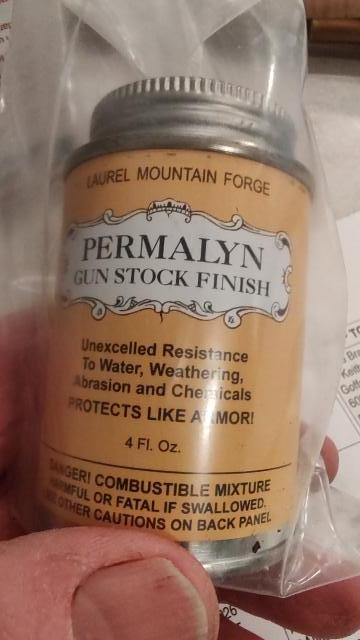 LAUREL MOUNTAIN FORGE
PERMALYN
GUN STOCK FINISH
Unexcelled Resistance
To Water, Weathering,
Abrasion and Chemicals
PROTECTS LIKE ARMOR!
4 Fl. Oz.
DANGER! COMBUSTIBLE MIXTURE
HARMFUL OR FATAL IF SWALLOWED.
OTHER CAUTIONS ON BACK PANEL